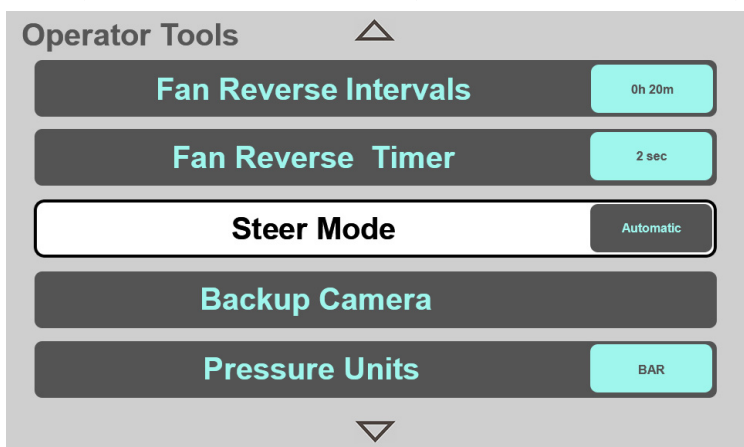 Operator Tools
Fan Reverse Intervals 0h 20m
Fan Reverse Timer 2 sec
Steer Mode Automatic
Backup Camera
Pressure Units BAR